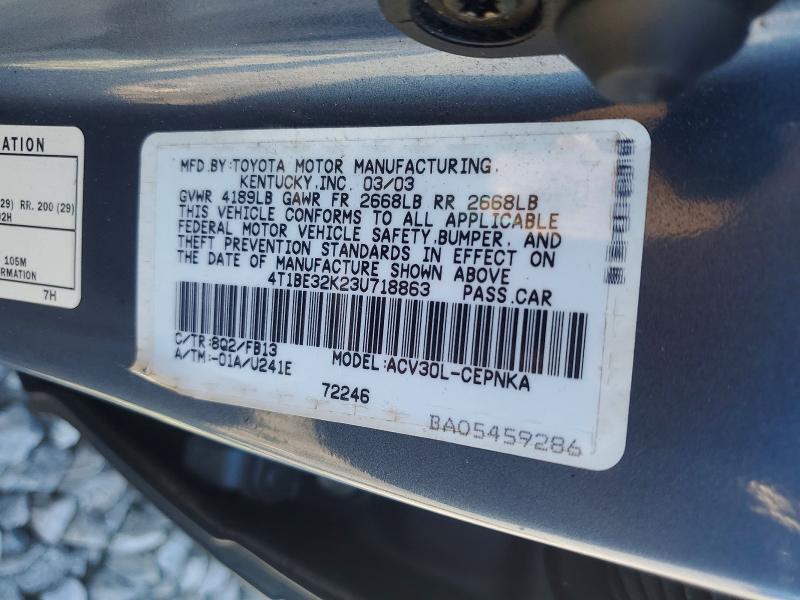 ATION
(29) RR. 200 (29)
02H
105M
FORMATION
7H
MFD.BY:TOYOTA MOTOR MANUFACTURING,
KENTUCKY,INC. 03/03
GVWR 4189LB GAWR FR 2668LB RR 2668LB
THIS VEHICLE CONFORMS TO ALL APPLICABLE
FEDERAL MOTOR VEHICLE SAFETY,BUMPER, AND
THEFT PREVENTION STANDARDS IN EFFECT ON
THE DATE OF MANUFACTURE SHOWN ABOVE
4T1BE32K23U718863 PASS.CAR
C/TR:8Q2/FB13
A/TM:-01A/U241E MODEL:ACV30L-CEPNKA
72246
BA05459286